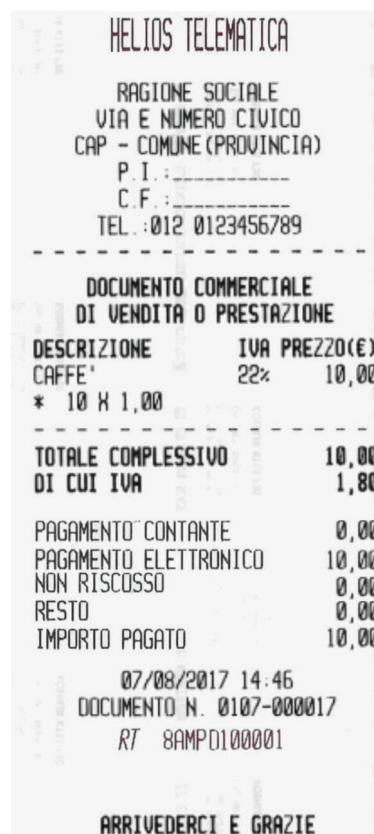 HELIOS TELEMATICA
RAGIONE SOCIALE
VIA E NUMERO CIVICO
CAP - COMUNE(PROVINCIA)
P.I.:___________
C.F.:___________
TEL.:012 0123456789
DOCUMENTO COMMERCIALE
DI VENDITA O PRESTAZIONE
DESCRIZIONE IVA PREZZO(€)
CAFFE' 22% 10,00
* 10 X 1,00
TOTALE COMPLESSIVO 10,00
DI CUI IVA 1,80
PAGAMENTO CONTANTE 0,00
PAGAMENTO ELETTRONICO 10,00
NON RISCOSSO 0,00
RESTO 0,00
IMPORTO PAGATO 10,00
07/08/2017 14:46
DOCUMENTO N. 0107-000017
RT 8AMPD100001
ARRIVEDERCI E GRAZIE